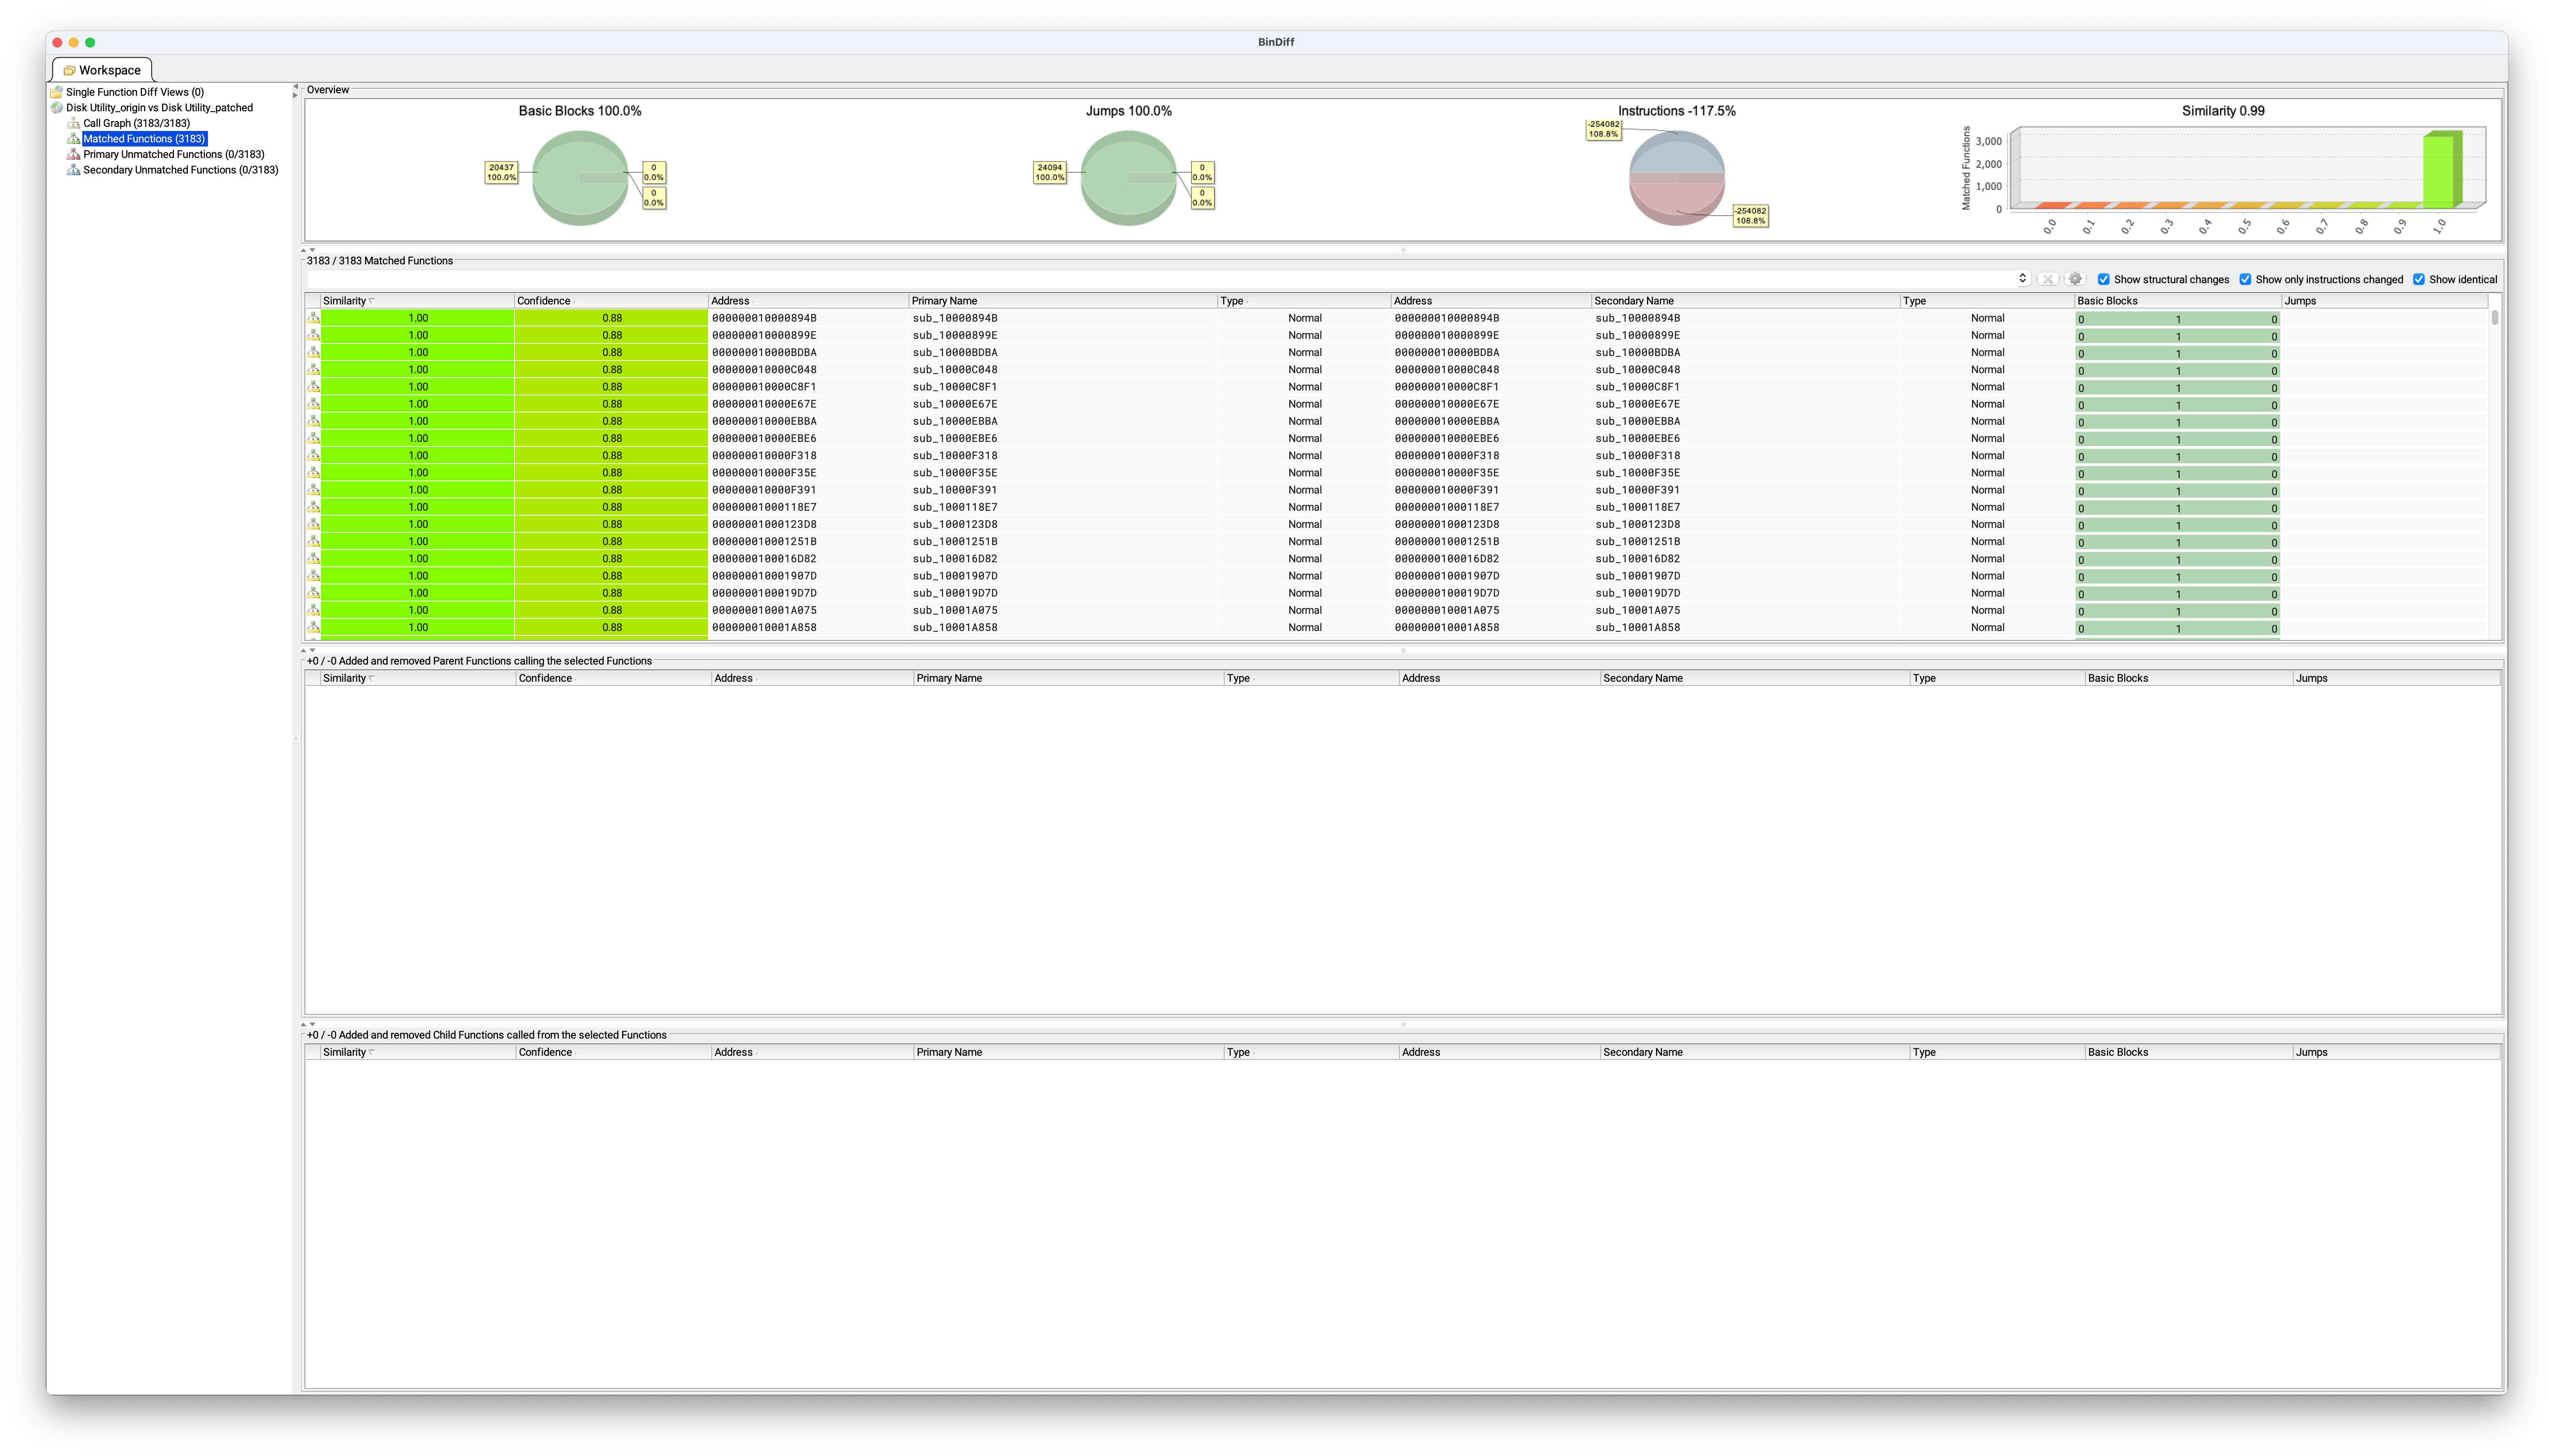 BinDiff
Workspace
Single Function Diff Views (0)
Disk Utility_origin vs Disk Utility_patched
Call Graph (3183/3183)
Matched Functions (3183)
Primary Unmatched Functions (0/3183)
Secondary Unmatched Functions (0/3183)
Overview
Basic Blocks 100.0%
20437
100.0%
0
0.0%
0
0.0%
Jumps 100.0%
24094
100.0%
0
0.0%
0
0.0%
Instructions -117.5%
-254082
108.8%
-254082
108.8%
Similarity 0.99
Matched Functions
3,000
2,000
1,000
0
0.0 0.1 0.2 0.3 0.4 0.5 0.6 0.7 0.8 0.9 1.0
3183 / 3183 Matched Functions
Show structural changes Show only instructions changed Show identical
Similarity Confidence Address Primary Name Type Address Secondary Name Type Basic Blocks Jumps
1.00 0.88 000000010000894B sub_10000894B Normal 000000010000894B sub_10000894B Normal 0 1 0
1.00 0.88 000000010000899E sub_10000899E Normal 000000010000899E sub_10000899E Normal 0 1 0
1.00 0.88 000000010000BDBA sub_10000BDBA Normal 000000010000BDBA sub_10000BDBA Normal 0 1 0
1.00 0.88 000000010000C048 sub_10000C048 Normal 000000010000C048 sub_10000C048 Normal 0 1 0
1.00 0.88 000000010000C8F1 sub_10000C8F1 Normal 000000010000C8F1 sub_10000C8F1 Normal 0 1 0
1.00 0.88 000000010000E67E sub_10000E67E Normal 000000010000E67E sub_10000E67E Normal 0 1 0
1.00 0.88 000000010000EBBA sub_10000EBBA Normal 000000010000EBBA sub_10000EBBA Normal 0 1 0
1.00 0.88 000000010000EBE6 sub_10000EBE6 Normal 000000010000EBE6 sub_10000EBE6 Normal 0 1 0
1.00 0.88 000000010000F318 sub_10000F318 Normal 000000010000F318 sub_10000F318 Normal 0 1 0
1.00 0.88 000000010000F35E sub_10000F35E Normal 000000010000F35E sub_10000F35E Normal 0 1 0
1.00 0.88 000000010000F391 sub_10000F391 Normal 000000010000F391 sub_10000F391 Normal 0 1 0
1.00 0.88 00000001000118E7 sub_1000118E7 Normal 00000001000118E7 sub_1000118E7 Normal 0 1 0
1.00 0.88 00000001000123D8 sub_1000123D8 Normal 00000001000123D8 sub_1000123D8 Normal 0 1 0
1.00 0.88 000000010001251B sub_10001251B Normal 000000010001251B sub_10001251B Normal 0 1 0
1.00 0.88 0000000100016D82 sub_100016D82 Normal 0000000100016D82 sub_100016D82 Normal 0 1 0
1.00 0.88 000000010001907D sub_10001907D Normal 000000010001907D sub_10001907D Normal 0 1 0
1.00 0.88 0000000100019D7D sub_100019D7D Normal 0000000100019D7D sub_100019D7D Normal 0 1 0
1.00 0.88 000000010001A075 sub_10001A075 Normal 000000010001A075 sub_10001A075 Normal 0 1 0
1.00 0.88 000000010001A858 sub_10001A858 Normal 000000010001A858 sub_10001A858 Normal 0 1 0
+0 / -0 Added and removed Parent Functions calling the selected Functions
Similarity Confidence Address Primary Name Type Address Secondary Name Type Basic Blocks Jumps
+0 / -0 Added and removed Child Functions called from the selected Functions
Similarity Confidence Address Primary Name Type Address Secondary Name Type Basic Blocks Jumps